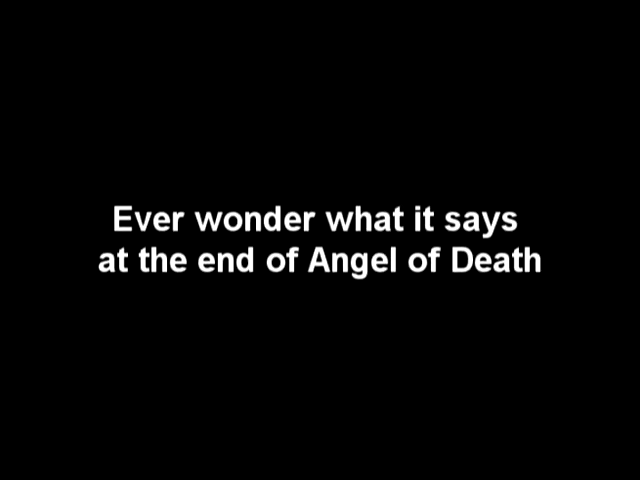 Ever wonder what it says
at the end of Angel of Death